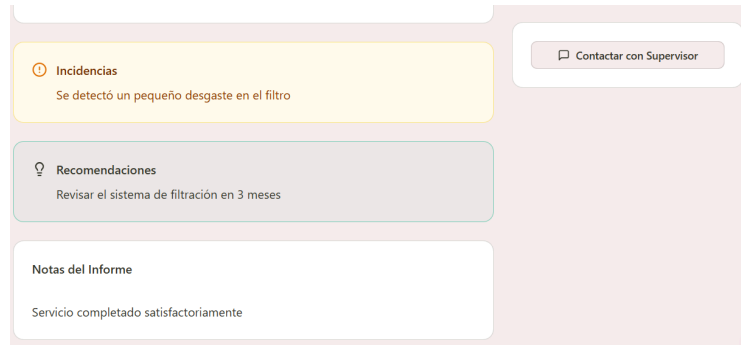 Incidencias
Se detectó un pequeño desgaste en el filtro
Recomendaciones
Revisar el sistema de filtración en 3 meses
Notas del Informe
Servicio completado satisfactoriamente
Contactar con Supervisor